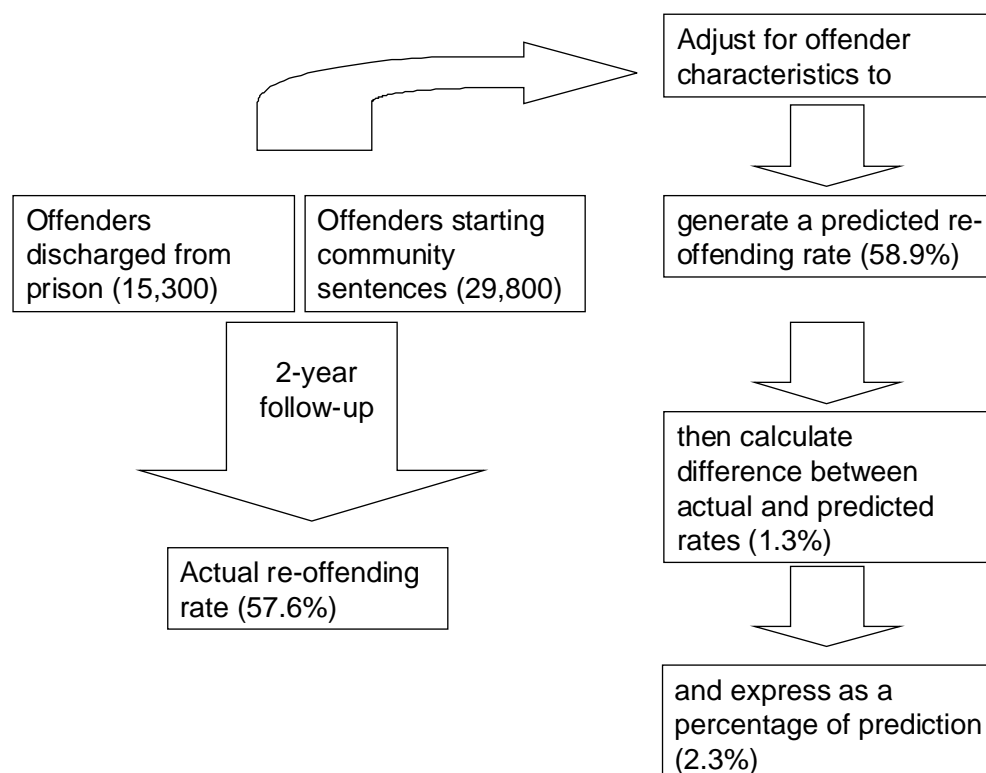 Adjust for offender
characteristics to
Offenders
discharged from
prison (15,300)
Offenders starting
community
sentences (29,800)
generate a predicted re-
offending rate (58.9%)
2-year
follow-up
then calculate
difference between
actual and predicted
rates (1.3%)
Actual re-offending
rate (57.6%)
and express as a
percentage of prediction
(2.3%)